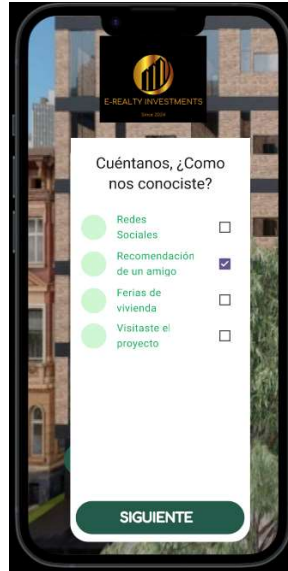 E-REALTY INVESTMENTS
Since 2024
Cuéntanos, ¿Como
nos conociste?
Redes
Sociales
Recomendación
de un amigo
Ferias de
vivienda
Visitaste el
proyecto
SIGUIENTE